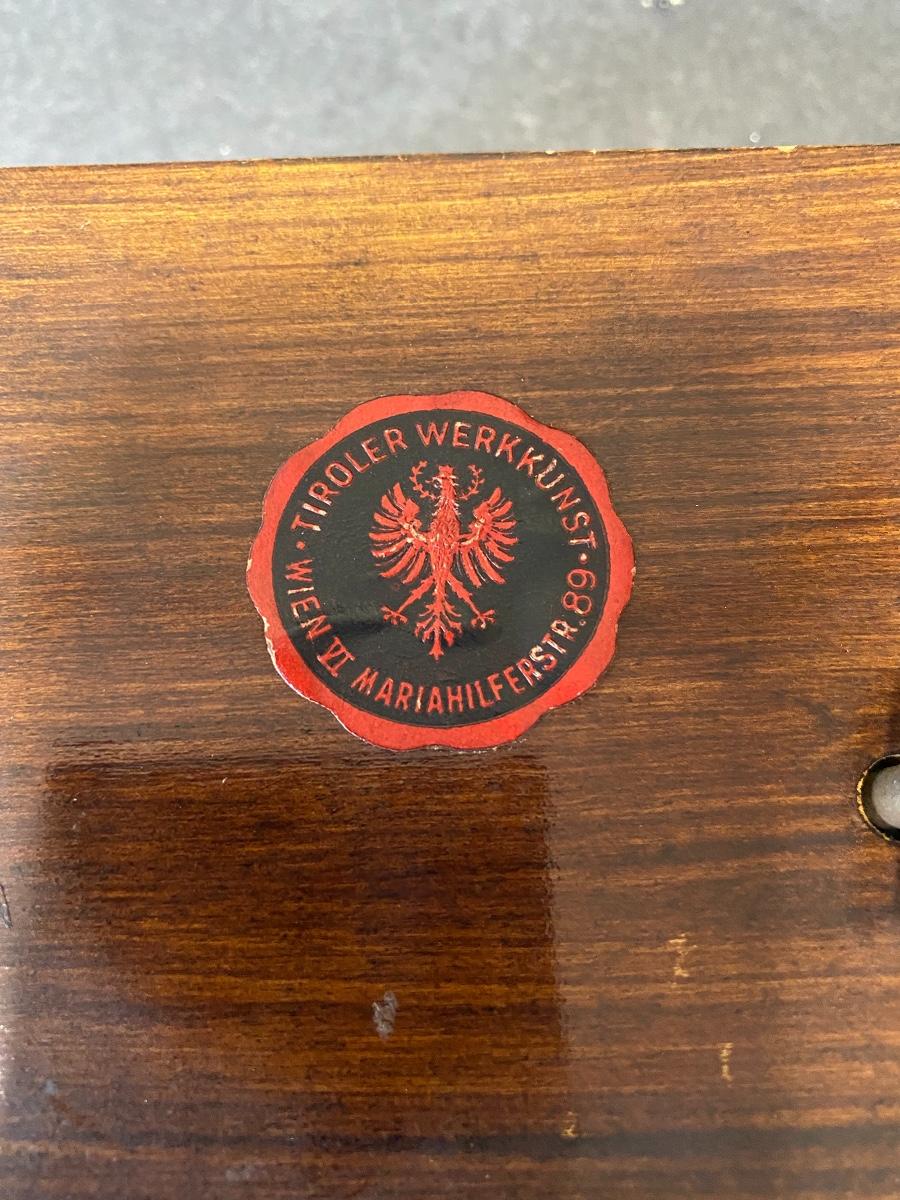 · TIROLER WERKKUNST ·
WIEN VI MARIAHILFERSTR. 89